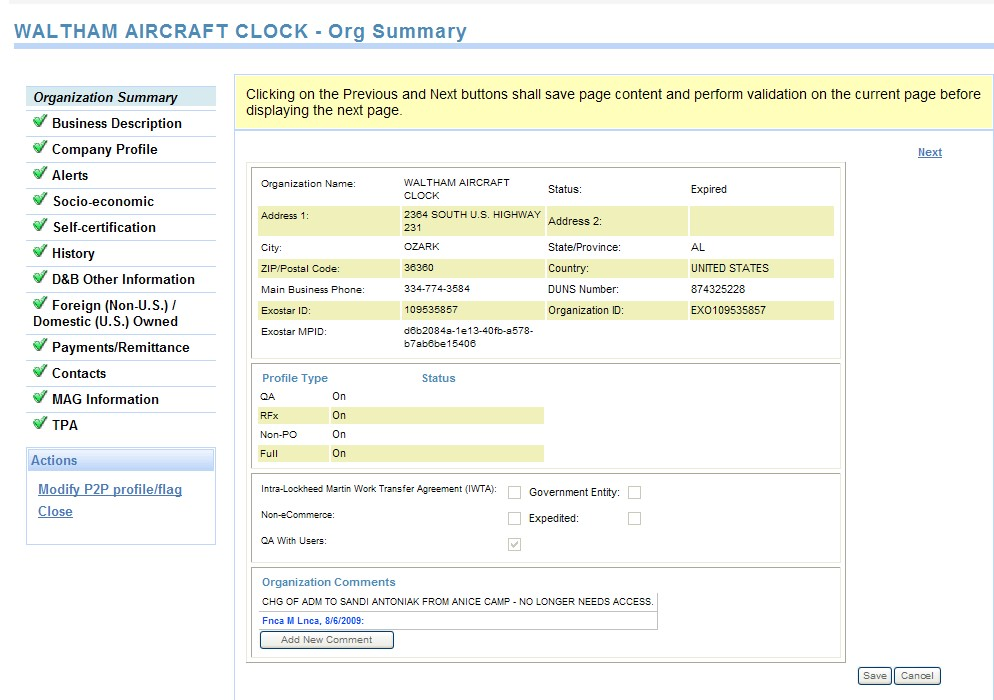 WALTHAM AIRCRAFT CLOCK - Org Summary
Organization Summary
Business Description
Company Profile
Alerts
Socio-economic
Self-certification
History
D&B Other Information
Foreign (Non-U.S.) /
Domestic (U.S.) Owned
Payments/Remittance
Contacts
MAG Information
TPA
Actions
Modify P2P profile/flag
Close
Clicking on the Previous and Next buttons shall save page content and perform validation on the current page before
displaying the next page.
Next
Organization Name: WALTHAM AIRCRAFT
CLOCK Status: Expired
Address 1: 2364 SOUTH U.S. HIGHWAY
231 Address 2:
City: OZARK State/Province: AL
ZIP/Postal Code: 36360 Country: UNITED STATES
Main Business Phone: 334-774-3584 DUNS Number: 874325228
Exostar ID: 109535857 Organization ID: EXO109535857
Exostar MPID: d6b2084a-1e13-40fb-a578-
b7ab6be15406
Profile Type Status
QA On
RFx On
Non-PO On
Full On
Intra-Lockheed Martin Work Transfer Agreement (IWTA): Government Entity:
Non-eCommerce: Expedited:
QA With Users:
Organization Comments
CHG OF ADM TO SANDI ANTONIAK FROM ANICE CAMP - NO LONGER NEEDS ACCESS.
Fnca M Lnca, 8/6/2009:
Add New Comment
Save Cancel